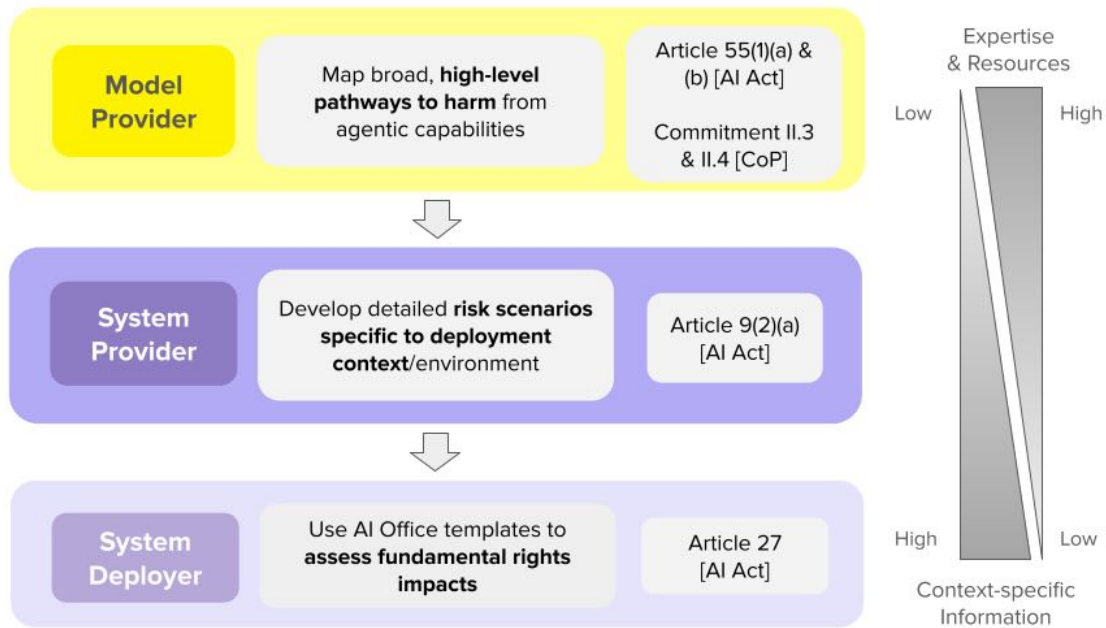 Model
Provider
Map broad, high-level
pathways to harm from
agentic capabilities
Article 55(1)(a) &
(b) [AI Act]
Commitment II.3
& II.4 [CoP]
System
Provider
Develop detailed risk scenarios
specific to deployment
context/environment
Article 9(2)(a)
[AI Act]
System
Deployer
Use AI Office templates to
assess fundamental rights
impacts
Article 27
[AI Act]
Expertise
& Resources
Low
High
High
Low
Context-specific
Information